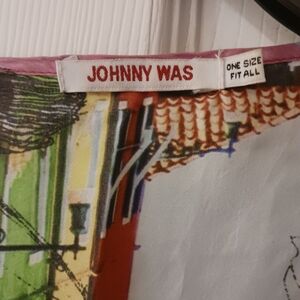 JOHNNY WAS
ONE SIZE
FIT ALL